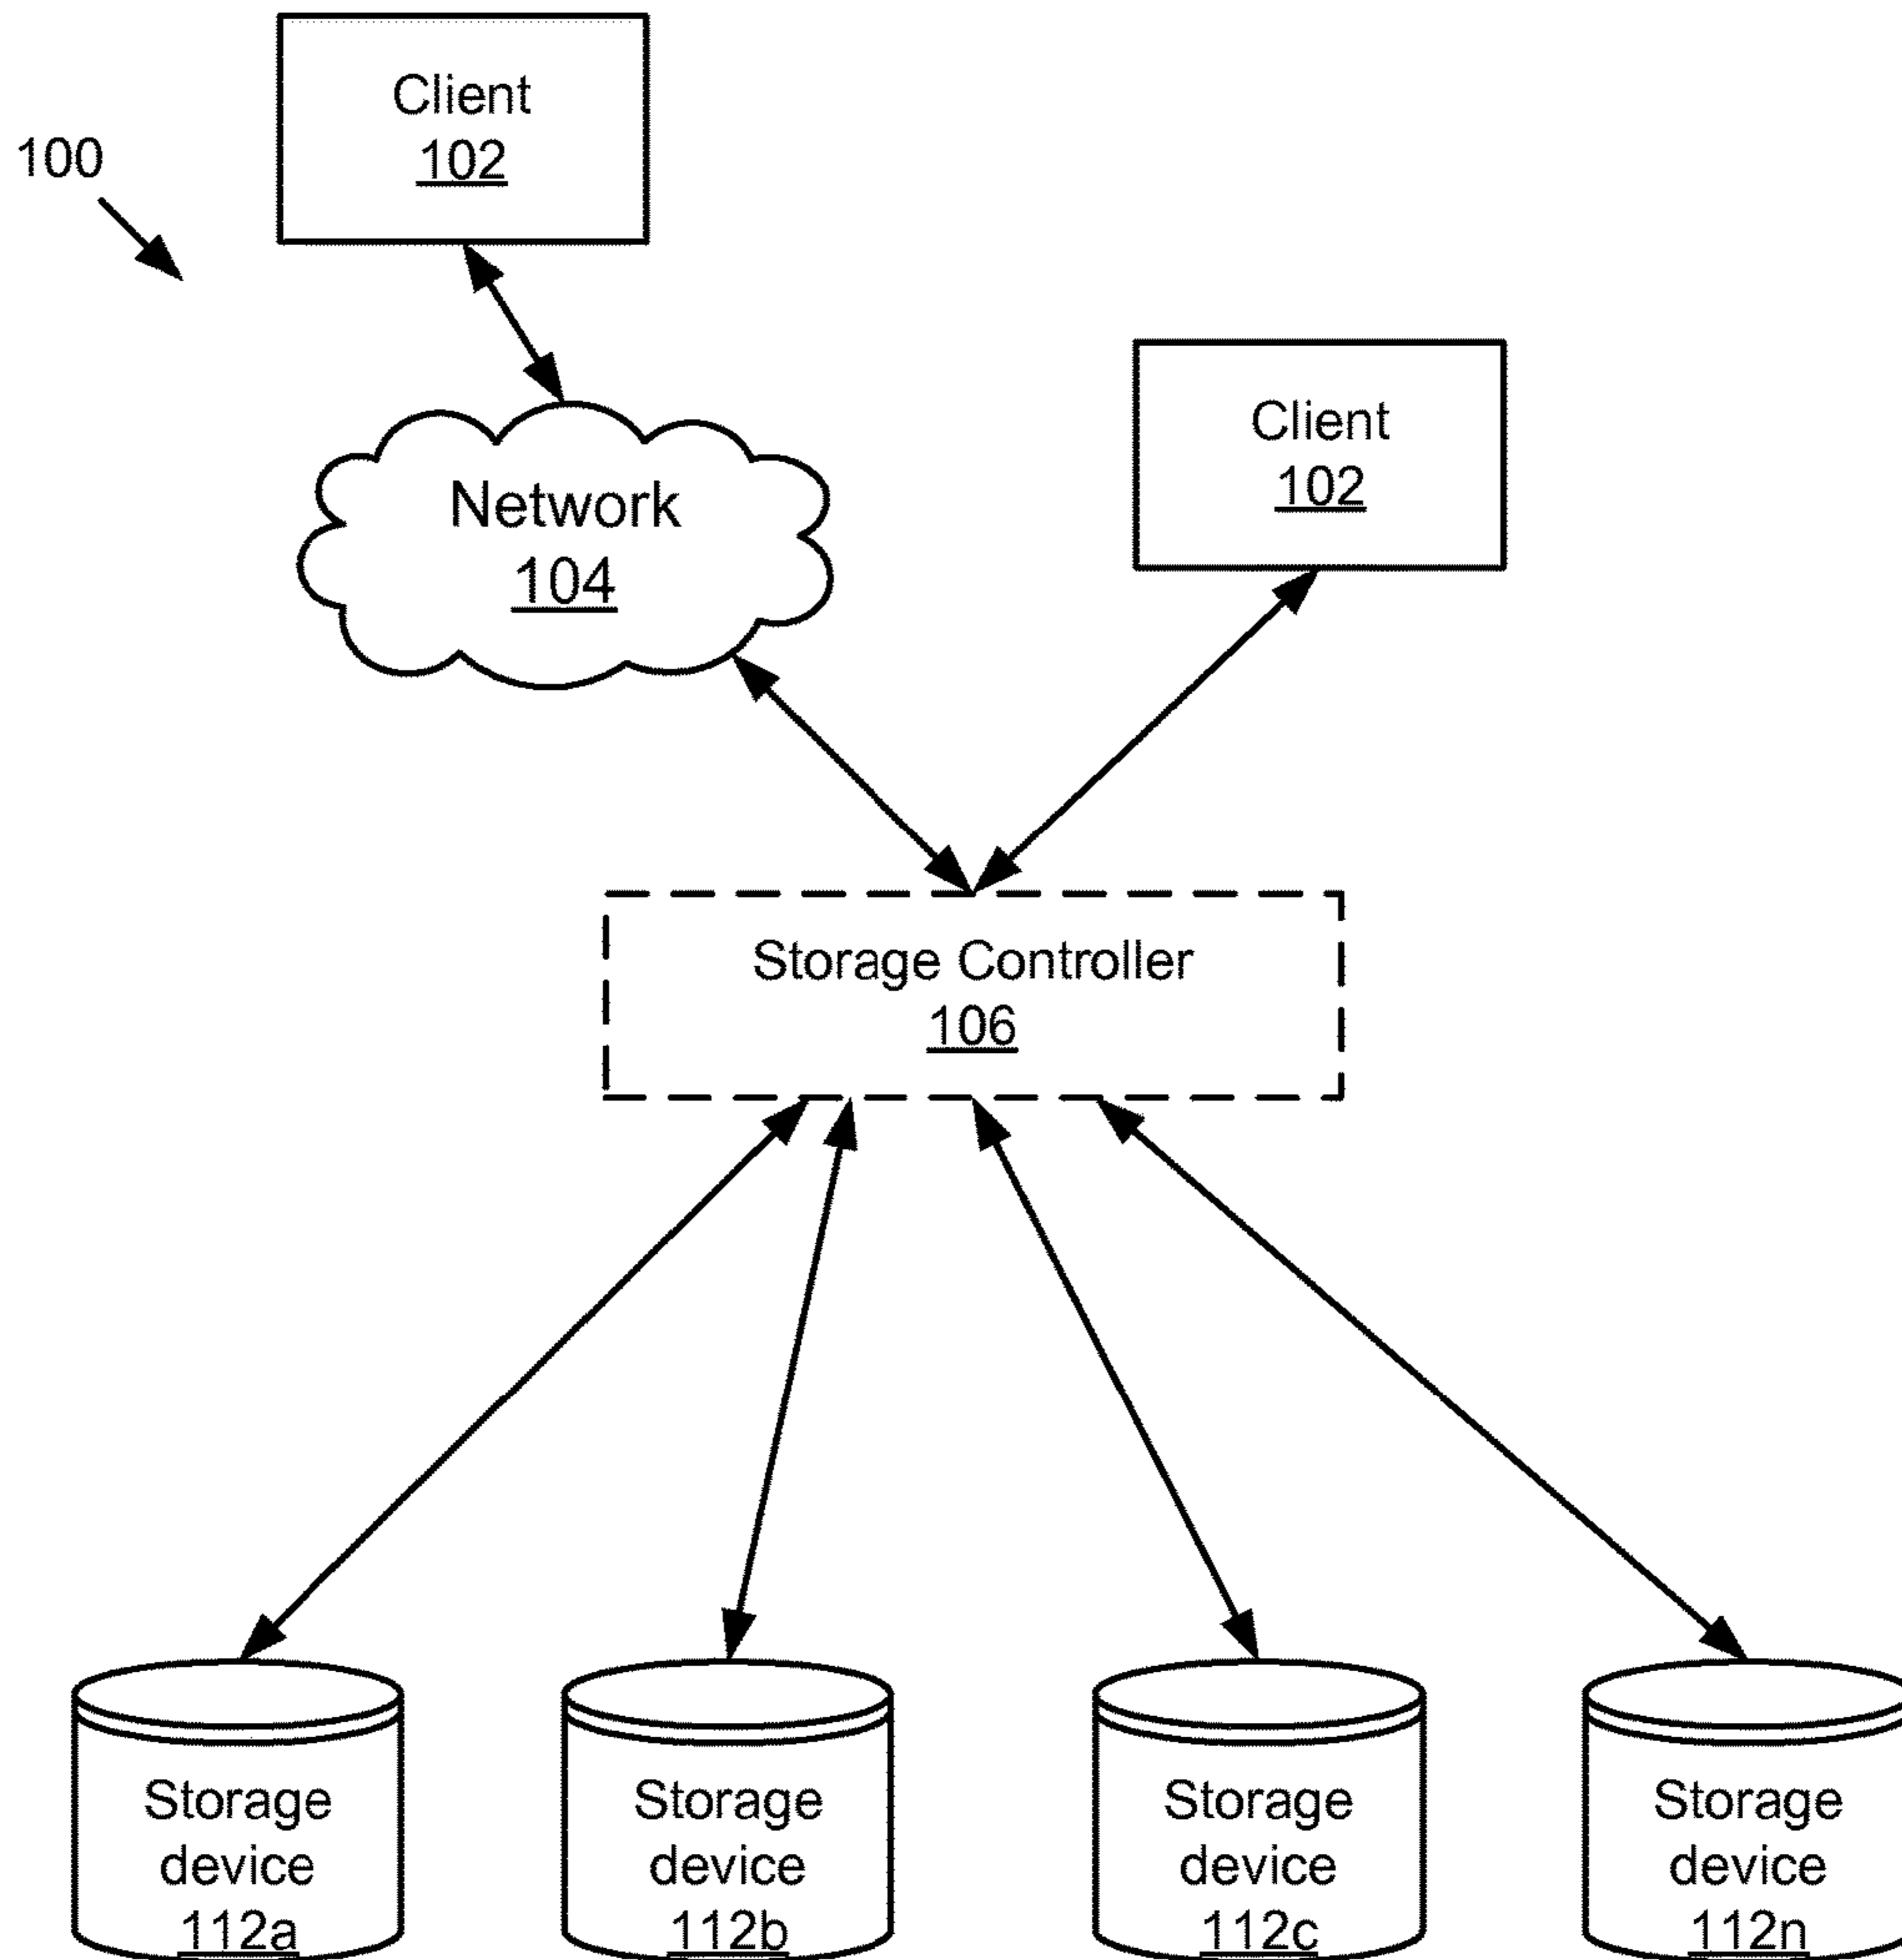 Client
102
100
Client
102
Network
104
Storage Controller
106
Storage
device
112a
Storage
device
112b
Storage
device
112c
Storage
device
112n